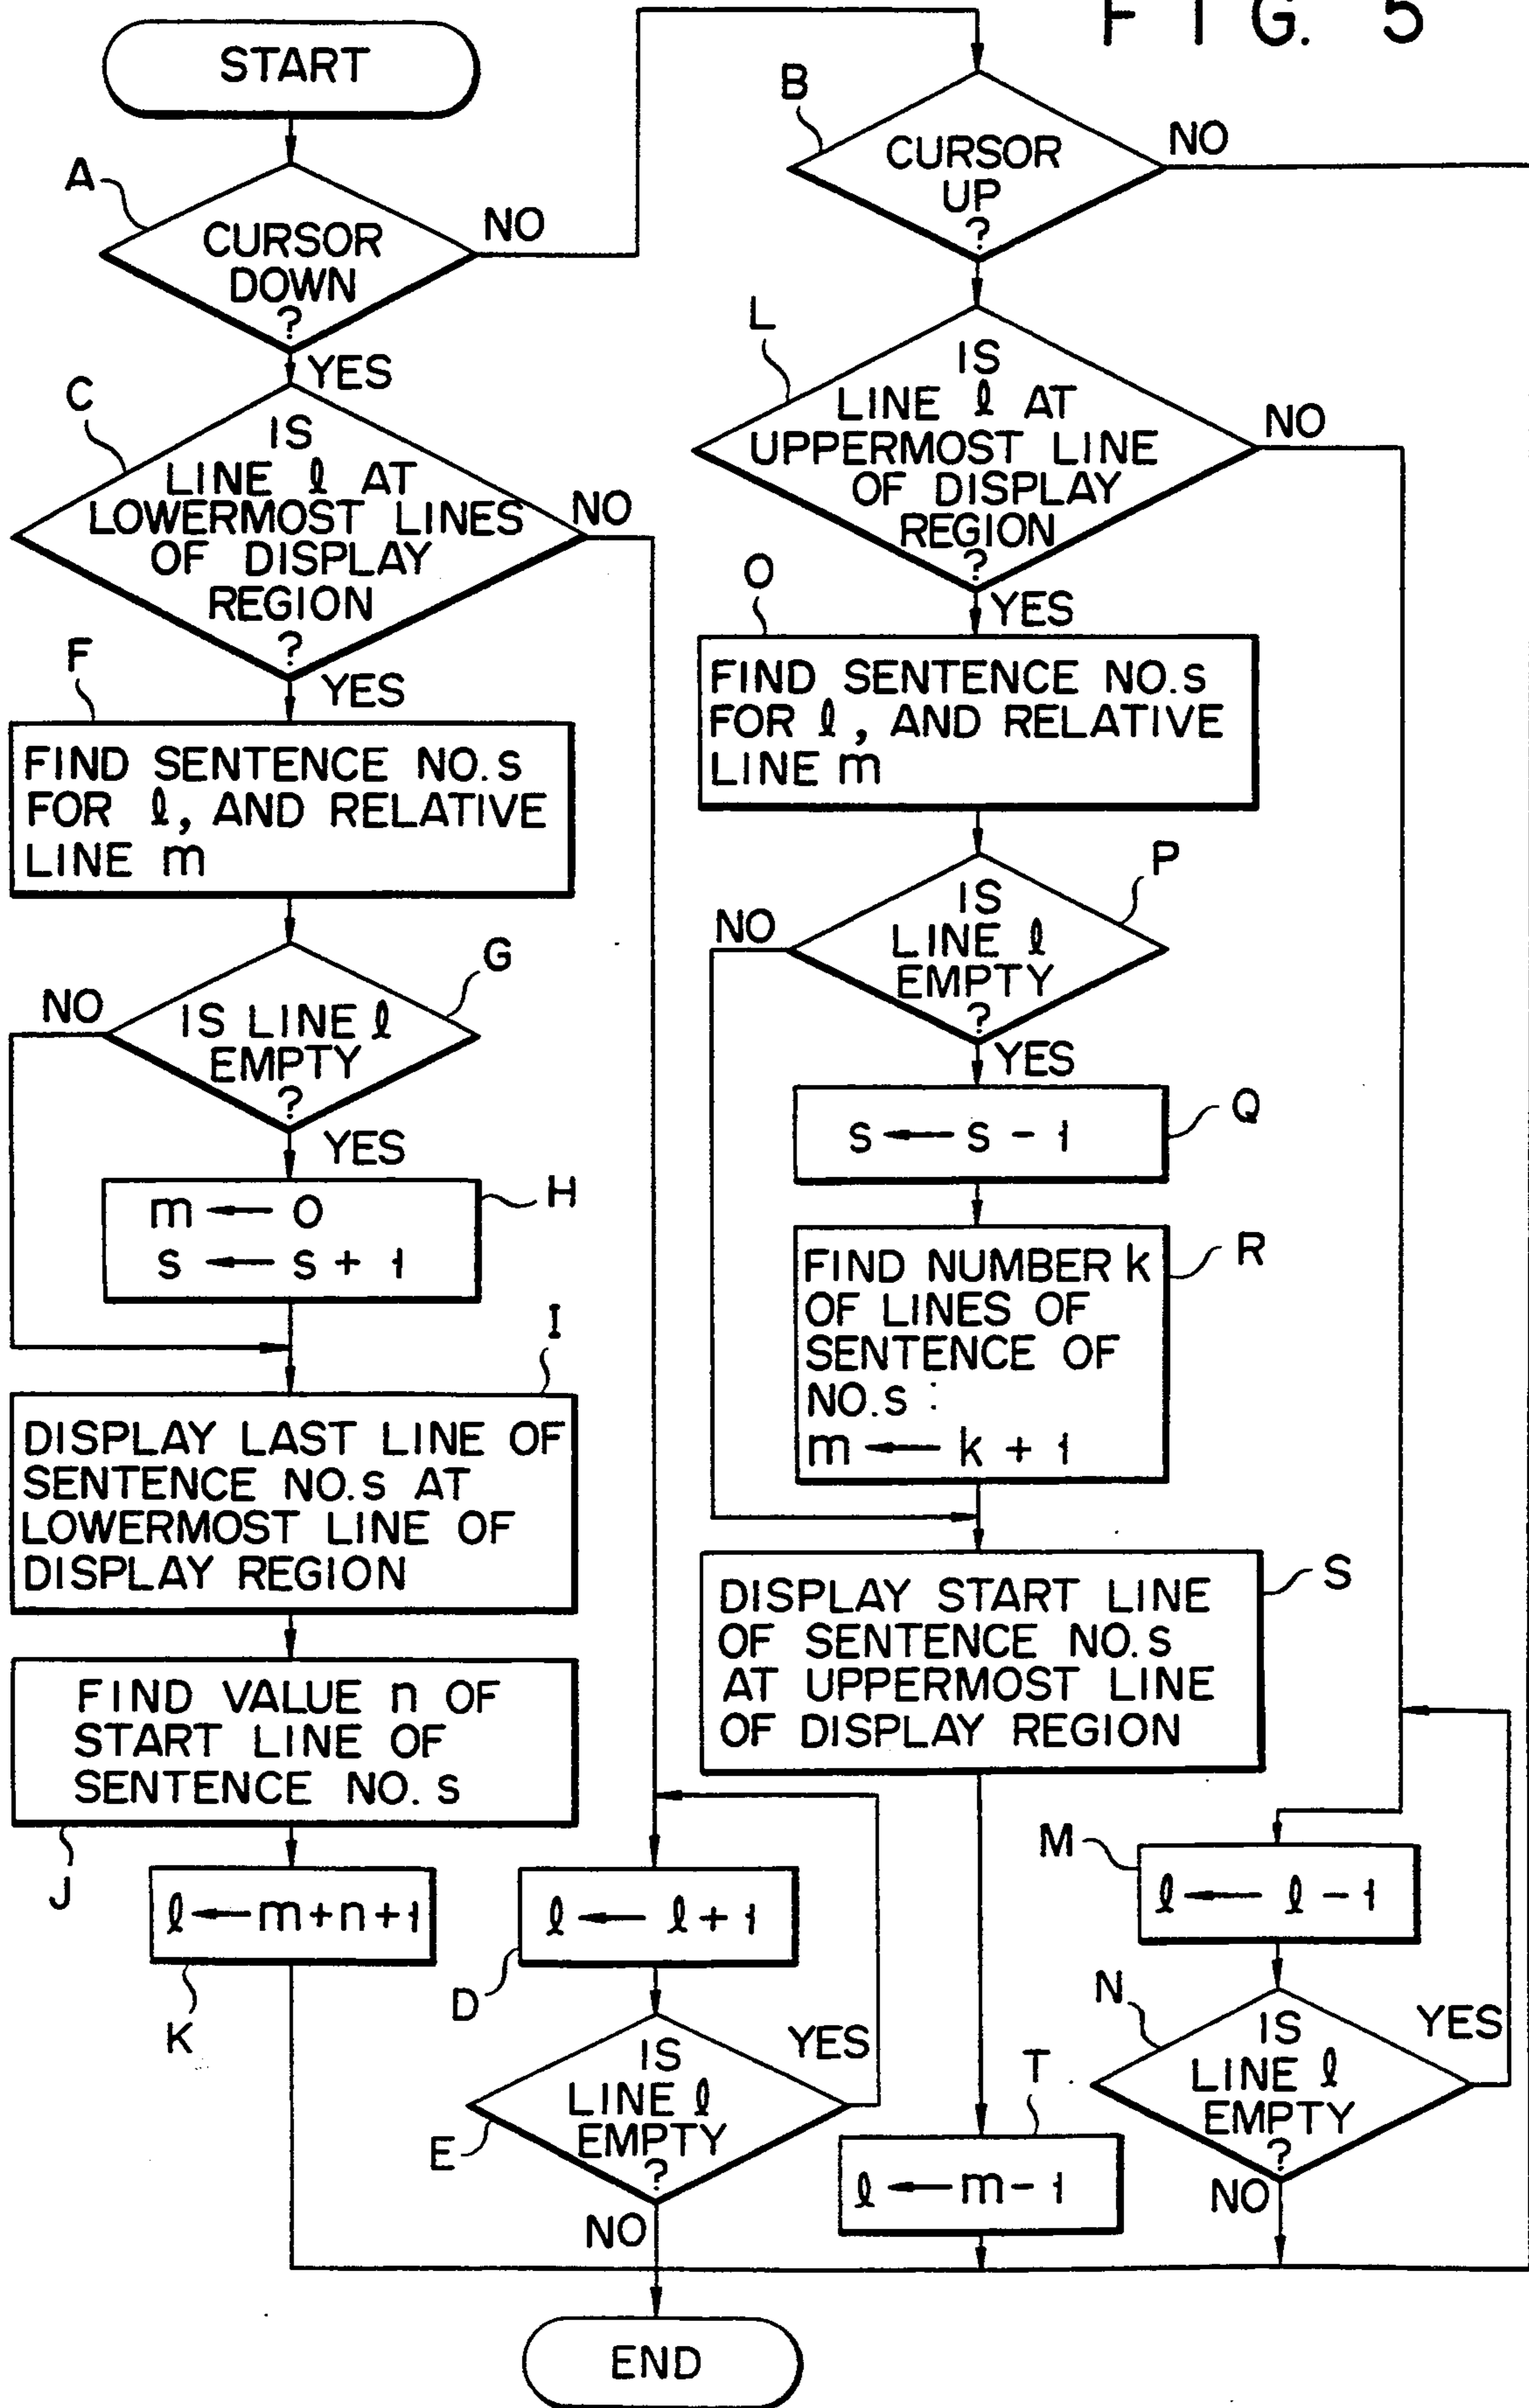 FIG. 5
START
A
CURSOR
DOWN
?
NO
YES
C
IS
LINE ℓ AT
LOWERMOST LINES
OF DISPLAY
REGION
?
NO
YES
F
FIND SENTENCE NO.s
FOR ℓ, AND RELATIVE
LINE m
G
IS LINE ℓ
EMPTY
?
NO
YES
H
m ← 0
s ← s + 1
I
DISPLAY LAST LINE OF
SENTENCE NO.s AT
LOWERMOST LINE OF
DISPLAY REGION
FIND VALUE n OF
START LINE OF
SENTENCE NO. s
J
ℓ ← m+n+1
K
ℓ ← ℓ + 1
D
IS
LINE ℓ
EMPTY
?
E
YES
NO
END
B
CURSOR
UP
?
NO
L
IS
LINE ℓ AT
UPPERMOST LINE
OF DISPLAY
REGION
?
NO
YES
O
FIND SENTENCE NO.s
FOR ℓ, AND RELATIVE
LINE m
P
IS
LINE ℓ
EMPTY
?
NO
YES
Q
s ← s - 1
R
FIND NUMBER k
OF LINES OF
SENTENCE OF
NO.s :
m ← k + 1
S
DISPLAY START LINE
OF SENTENCE NO.s
AT UPPERMOST LINE
OF DISPLAY REGION
T
ℓ ← m - 1
M
ℓ ← ℓ - 1
N
IS
LINE ℓ
EMPTY
?
YES
NO